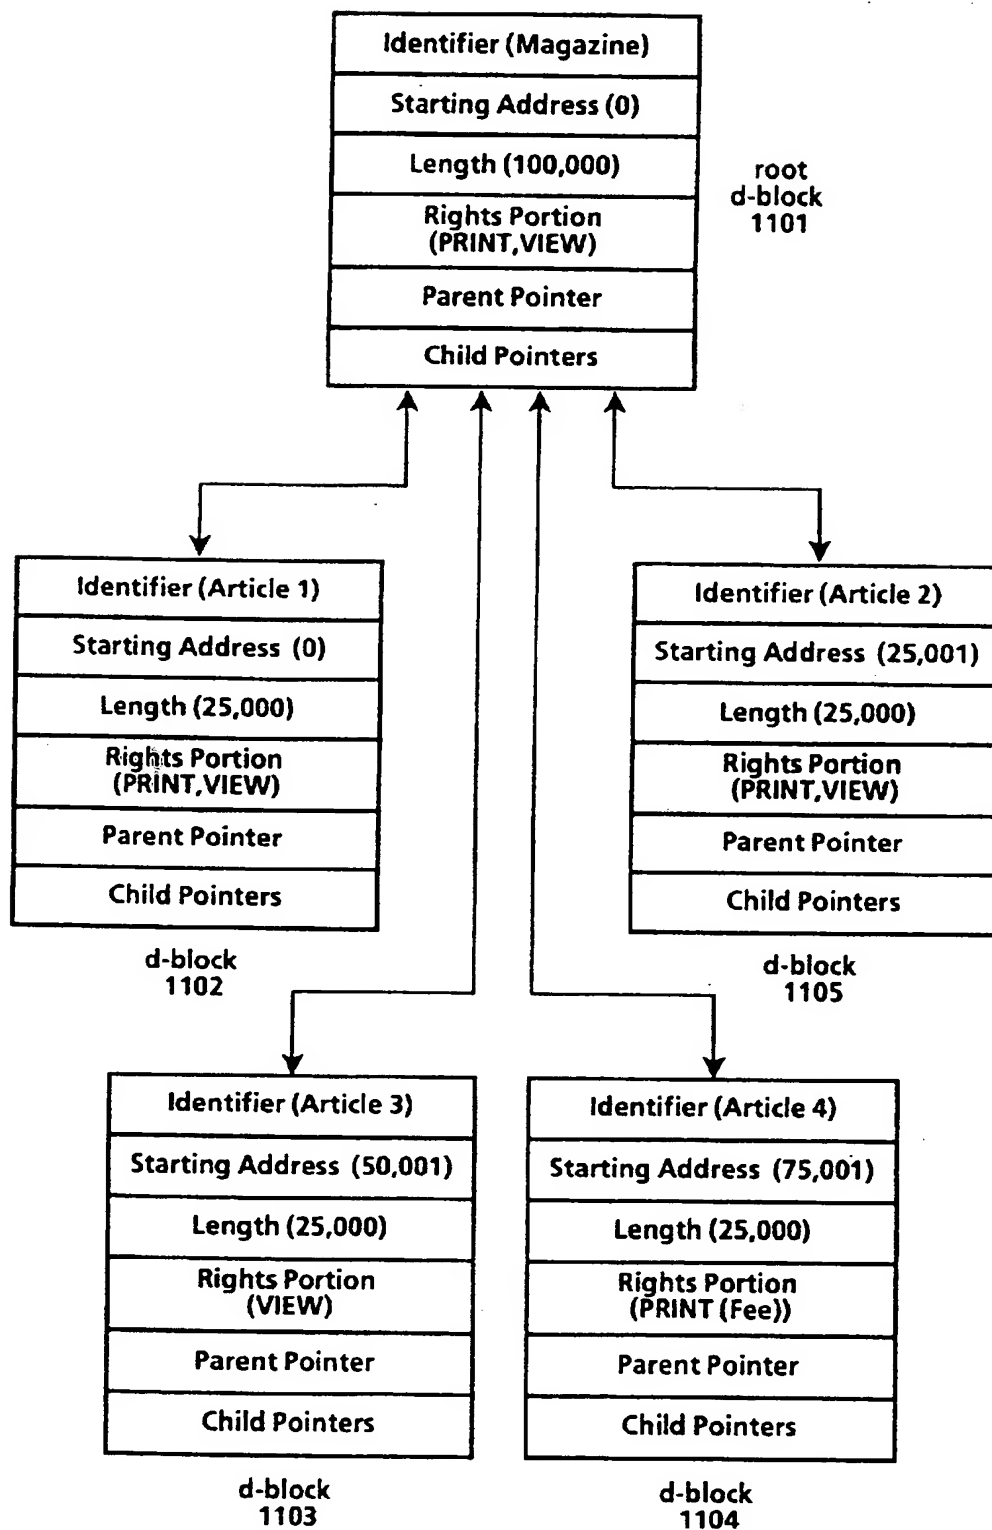 Identifier (Magazine)
Starting Address (0)
Length (100,000)
Rights Portion
(PRINT,VIEW)
Parent Pointer
Child Pointers
root
d-block
1101
Identifier (Article 1)
Starting Address (0)
Length (25,000)
Rights Portion
(PRINT,VIEW)
Parent Pointer
Child Pointers
d-block
1102
Identifier (Article 2)
Starting Address (25,001)
Length (25,000)
Rights Portion
(PRINT,VIEW)
Parent Pointer
Child Pointers
d-block
1105
Identifier (Article 3)
Starting Address (50,001)
Length (25,000)
Rights Portion
(VIEW)
Parent Pointer
Child Pointers
d-block
1103
Identifier (Article 4)
Starting Address (75,001)
Length (25,000)
Rights Portion
(PRINT (Fee))
Parent Pointer
Child Pointers
d-block
1104